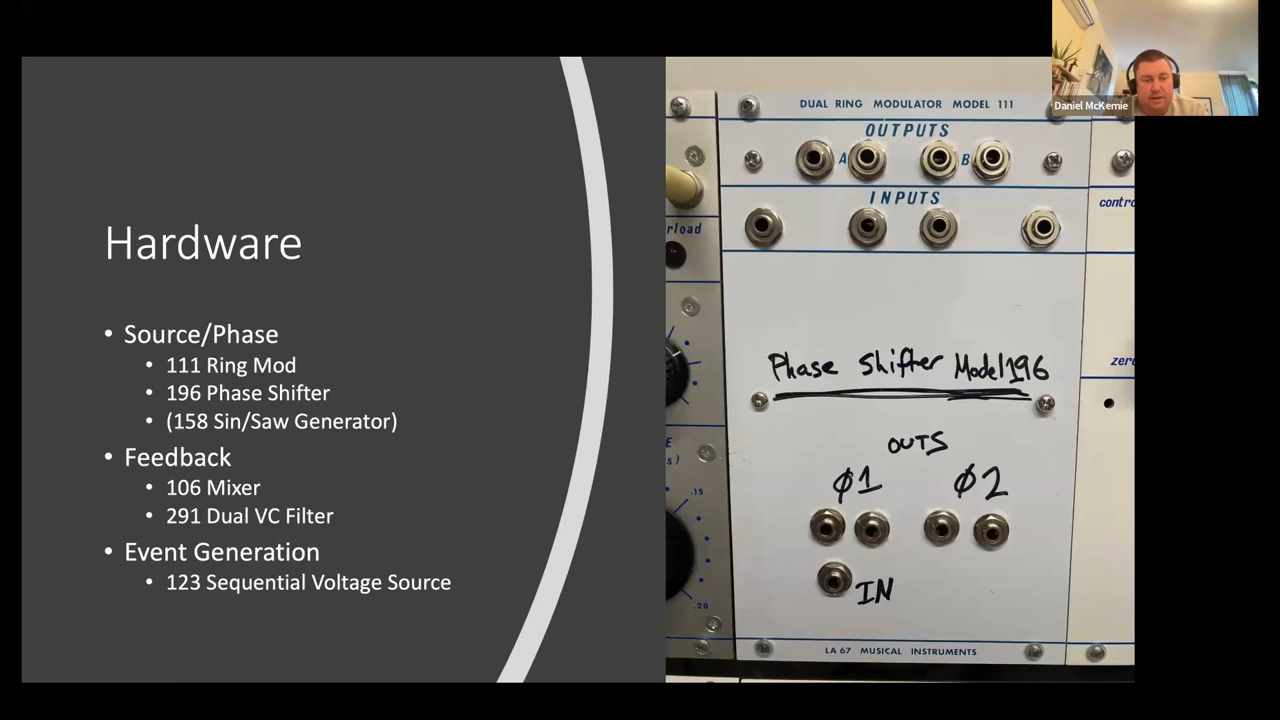 Hardware
• Source/Phase
• 111 Ring Mod
• 196 Phase Shifter
• (158 Sin/Saw Generator)
• Feedback
• 106 Mixer
• 291 Dual VC Filter
• Event Generation
• 123 Sequential Voltage Source
DUAL RING MODULATOR MODEL 111
OUTPUTS
A B
INPUTS
Phase Shifter Model 196
OUTS
φ1 φ2
IN
LA 67 MUSICAL INSTRUMENTS
rload
E
s)
.15
.20
contro
zero
Daniel McKemie